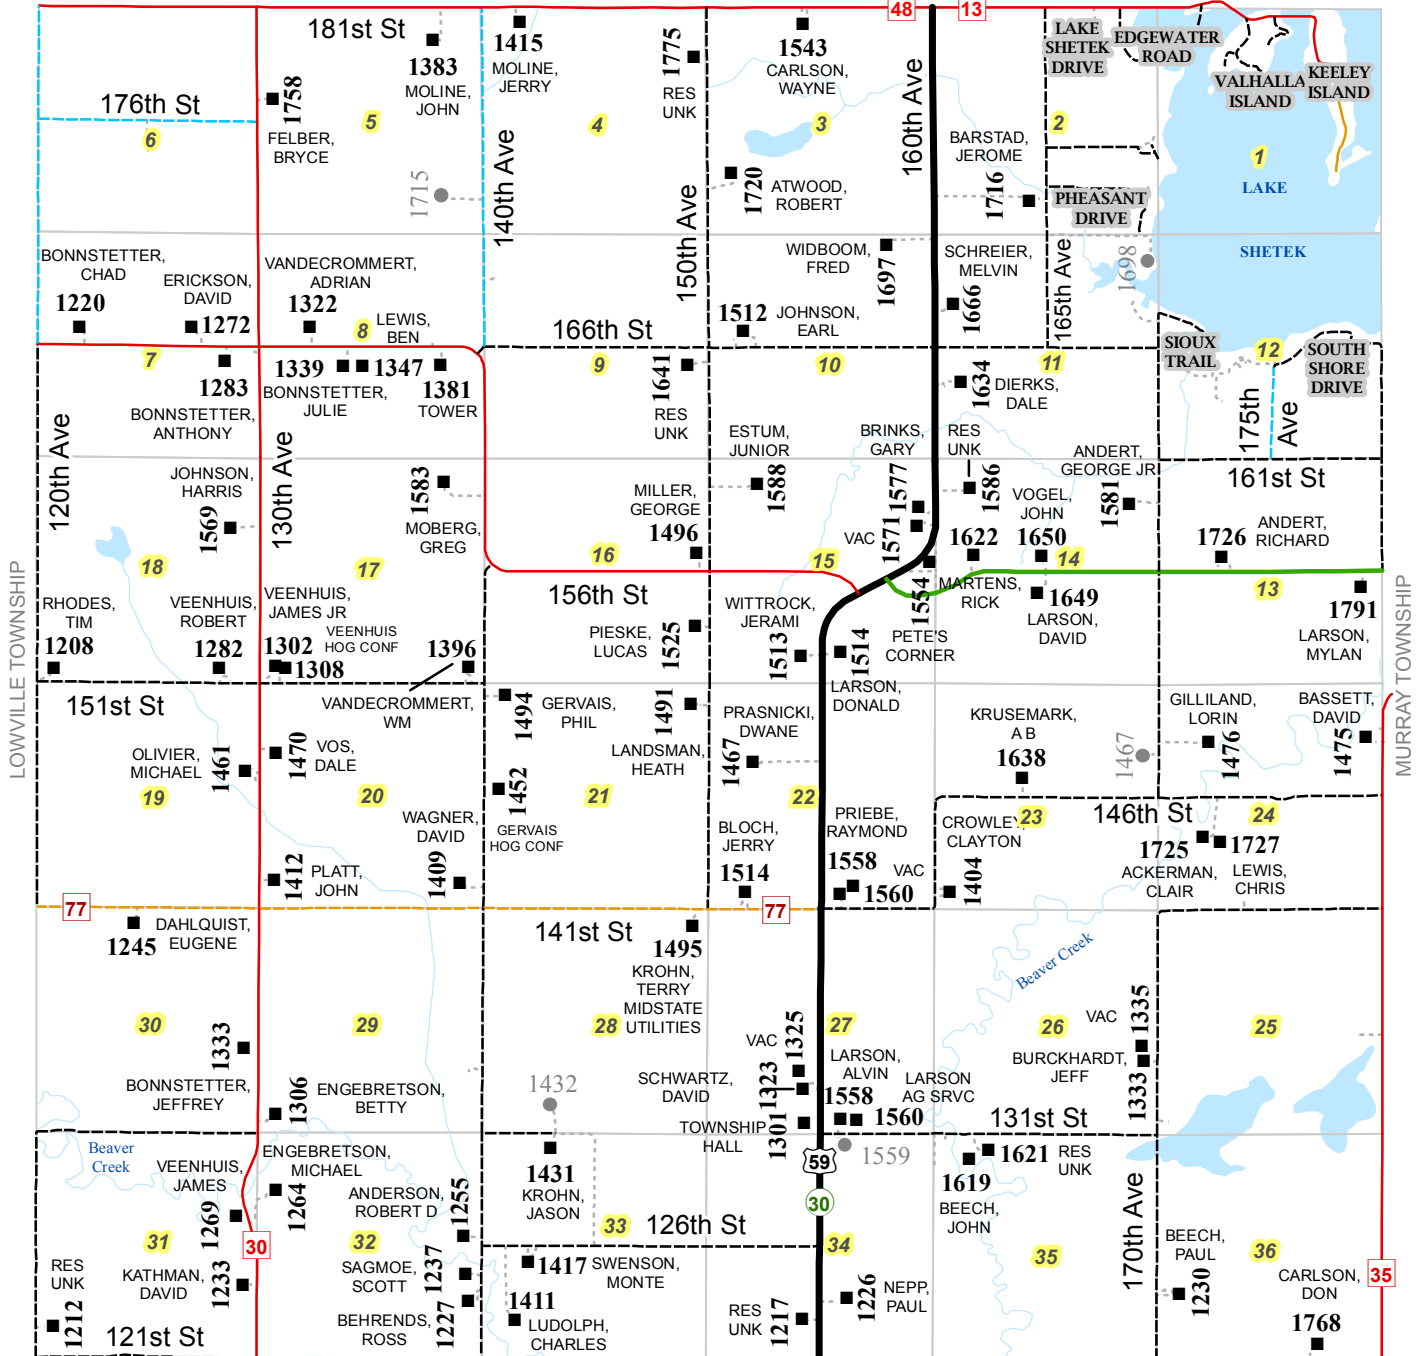 48
13
181st St
1383
MOLINE,
JOHN
1415
MOLINE,
JERRY
1775
RES
UNK
1543
CARLSON,
WAYNE
160th Ave
LAKE
SHETEK
DRIVE
EDGEWATER
ROAD
VALHALLA
ISLAND
KEELEY
ISLAND
176th St
1758
FELBER,
BRYCE
6
5
4
3
2
1
140th Ave
150th Ave
1715
1720
ATWOOD,
ROBERT
BARSTAD,
JEROME
1716
PHEASANT
DRIVE
LAKE
SHETEK
BONNSTETTER,
CHAD
1220
ERICKSON,
DAVID
1272
VANDECROMMERT,
ADRIAN
1322
8
LEWIS,
BEN
WIDBOOM,
FRED
1697
SCHREIER,
MELVIN
1666
165th Ave
1698
166th St
1512
JOHNSON,
EARL
7
1283
BONNSTETTER,
ANTHONY
1339
1347
BONNSTETTER,
JULIE
1381
TOWER
9
1641
RES
UNK
10
1634
DIERKS,
DALE
11
SIOUX
TRAIL
12
SOUTH
SHORE
DRIVE
175th
Ave
120th Ave
130th Ave
JOHNSON,
HARRIS
1569
1583
MOBERG,
GREG
MILLER,
GEORGE
1496
ESTUM,
JUNIOR
1588
BRINKS,
GARY
1577
1571
VAC
RES
UNK
1586
VOGEL,
JOHN
1650
ANDERT,
GEORGE JR
1581
161st St
1726
ANDERT,
RICHARD
18
17
16
15
14
13
1622
1554
MARTENS,
RICK
1649
LARSON,
DAVID
1791
LARSON,
MYLAN
LOWVILLE TOWNSHIP
MURRAY TOWNSHIP
RHODES,
TIM
1208
VEENHUIS,
ROBERT
1282
VEENHUIS,
JAMES JR
1302
VEENHUIS
HOG CONF
1308
1396
VANDECROMMERT,
WM
156th St
PIESKE,
LUCAS
1525
WITTROCK,
JERAMI
1513
1514
LARSON,
DONALD
PETE'S
CORNER
151st St
1494
GERVAIS,
PHIL
1491
LANDSMAN,
HEATH
PRASNICKI,
DWANE
1467
KRUSEMARK,
A B
1638
1467
GILLILAND,
LORIN
1476
BASSETT,
DAVID
1475
OLIVIER,
MICHAEL
1461
1470
VOS,
DALE
19
20
21
22
23
24
1452
GERVAIS
HOG CONF
WAGNER,
DAVID
1409
1412
PLATT,
JOHN
BLOCH,
JERRY
1514
PRIEBE,
RAYMOND
1558
VAC
1560
CROWLEY,
CLAYTON
1404
146th St
1725
ACKERMAN,
CLAIR
1727
LEWIS,
CHRIS
77
77
1245
DAHLQUIST,
EUGENE
141st St
1495
KROHN,
TERRY
MIDSTATE
UTILITIES
Beaver Creek
30
29
28
27
26
25
1333
BONNSTETTER,
JEFFREY
1306
ENGEBRETSON,
BETTY
1432
VAC
1325
1323
SCHWARTZ,
DAVID
LARSON,
ALVIN
1558
LARSON
AG SRVC
1560
TOWNSHIP
HALL
1301
VAC
1335
BURCKHARDT,
JEFF
1333
131st St
Beaver
Creek
VEENHUIS,
JAMES
1269
ENGEBRETSON,
MICHAEL
1264
ANDERSON,
ROBERT D
1255
1431
KROHN,
JASON
59
30
1559
1619
BEECH,
JOHN
1621
RES
UNK
170th Ave
31
32
33
34
35
36
30
126th St
RES
UNK
1212
KATHMAN,
DAVID
1233
SAGMOE,
SCOTT
1237
BEHRENDS,
ROSS
1227
1417
SWENSON,
MONTE
1411
LUDOLPH,
CHARLES
RES
UNK
1217
1226
NEPP,
PAUL
BEECH,
PAUL
1230
CARLSON,
DON
1768
35
121st St